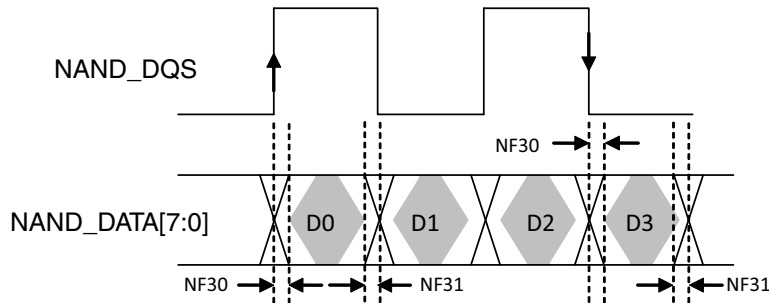 NAND_DQS
NF30
NAND_DATA[7:0]
D0
D1
D2
D3
NF30
NF31
NF31